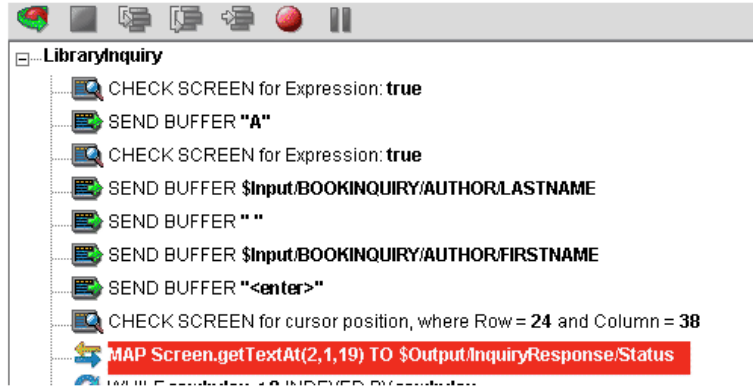 LibraryInquiry
CHECK SCREEN for Expression: true
SEND BUFFER "A"
CHECK SCREEN for Expression: true
SEND BUFFER $Input/BOOKINQUIRY/AUTHOR/LASTNAME
SEND BUFFER " "
SEND BUFFER $Input/BOOKINQUIRY/AUTHOR/FIRSTNAME
SEND BUFFER "<enter>"
CHECK SCREEN for cursor position, where Row = 24 and Column = 38
MAP Screen.getTextAt(2,1,19) TO $Output/InquiryResponse/Status